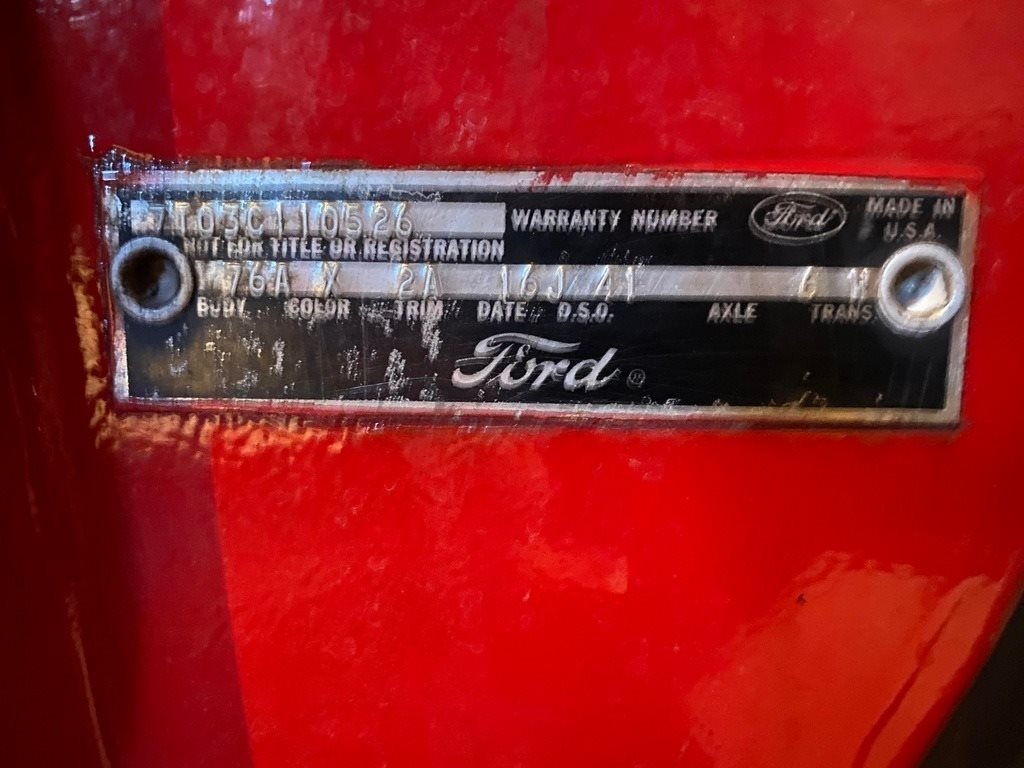 7T03C110526 WARRANTY NUMBER Ford MADE IN U.S.A.
NOT FOR TITLE OR REGISTRATION
76A X 2A 16J 41 6 W
BODY COLOR TRIM DATE D.S.O. AXLE TRANS.
Ford ®